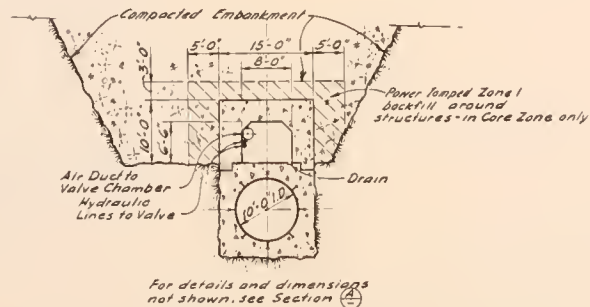 Compacted Embankment
5'-0" 15'-0" 5'-0"
8'-0"
3'-0"
10'-0"
6'-6"
Power Tamped Zone 1
backfill around
structures - in Core Zone only
Air Duct to
Valve Chamber
Hydraulic
Lines to Valve
Drain
10'-0" I.D.
For details and dimensions
not shown, see Section A